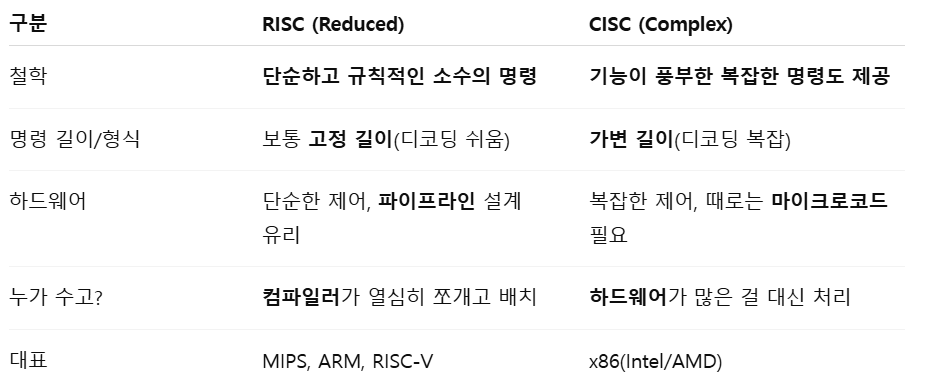 구분 RISC (Reduced) CISC (Complex)
철학 단순하고 규칙적인 소수의 명령 기능이 풍부한 복잡한 명령도 제공
명령 길이/형식 보통 고정 길이(디코딩 쉬움) 가변 길이(디코딩 복잡)
하드웨어 단순한 제어, 파이프라인 설계 복잡한 제어, 때로는 마이크로코드
유리 필요
누가 수고? 컴파일러가 열심히 쪼개고 배치 하드웨어가 많은 걸 대신 처리
대표 MIPS, ARM, RISC-V x86(Intel/AMD)